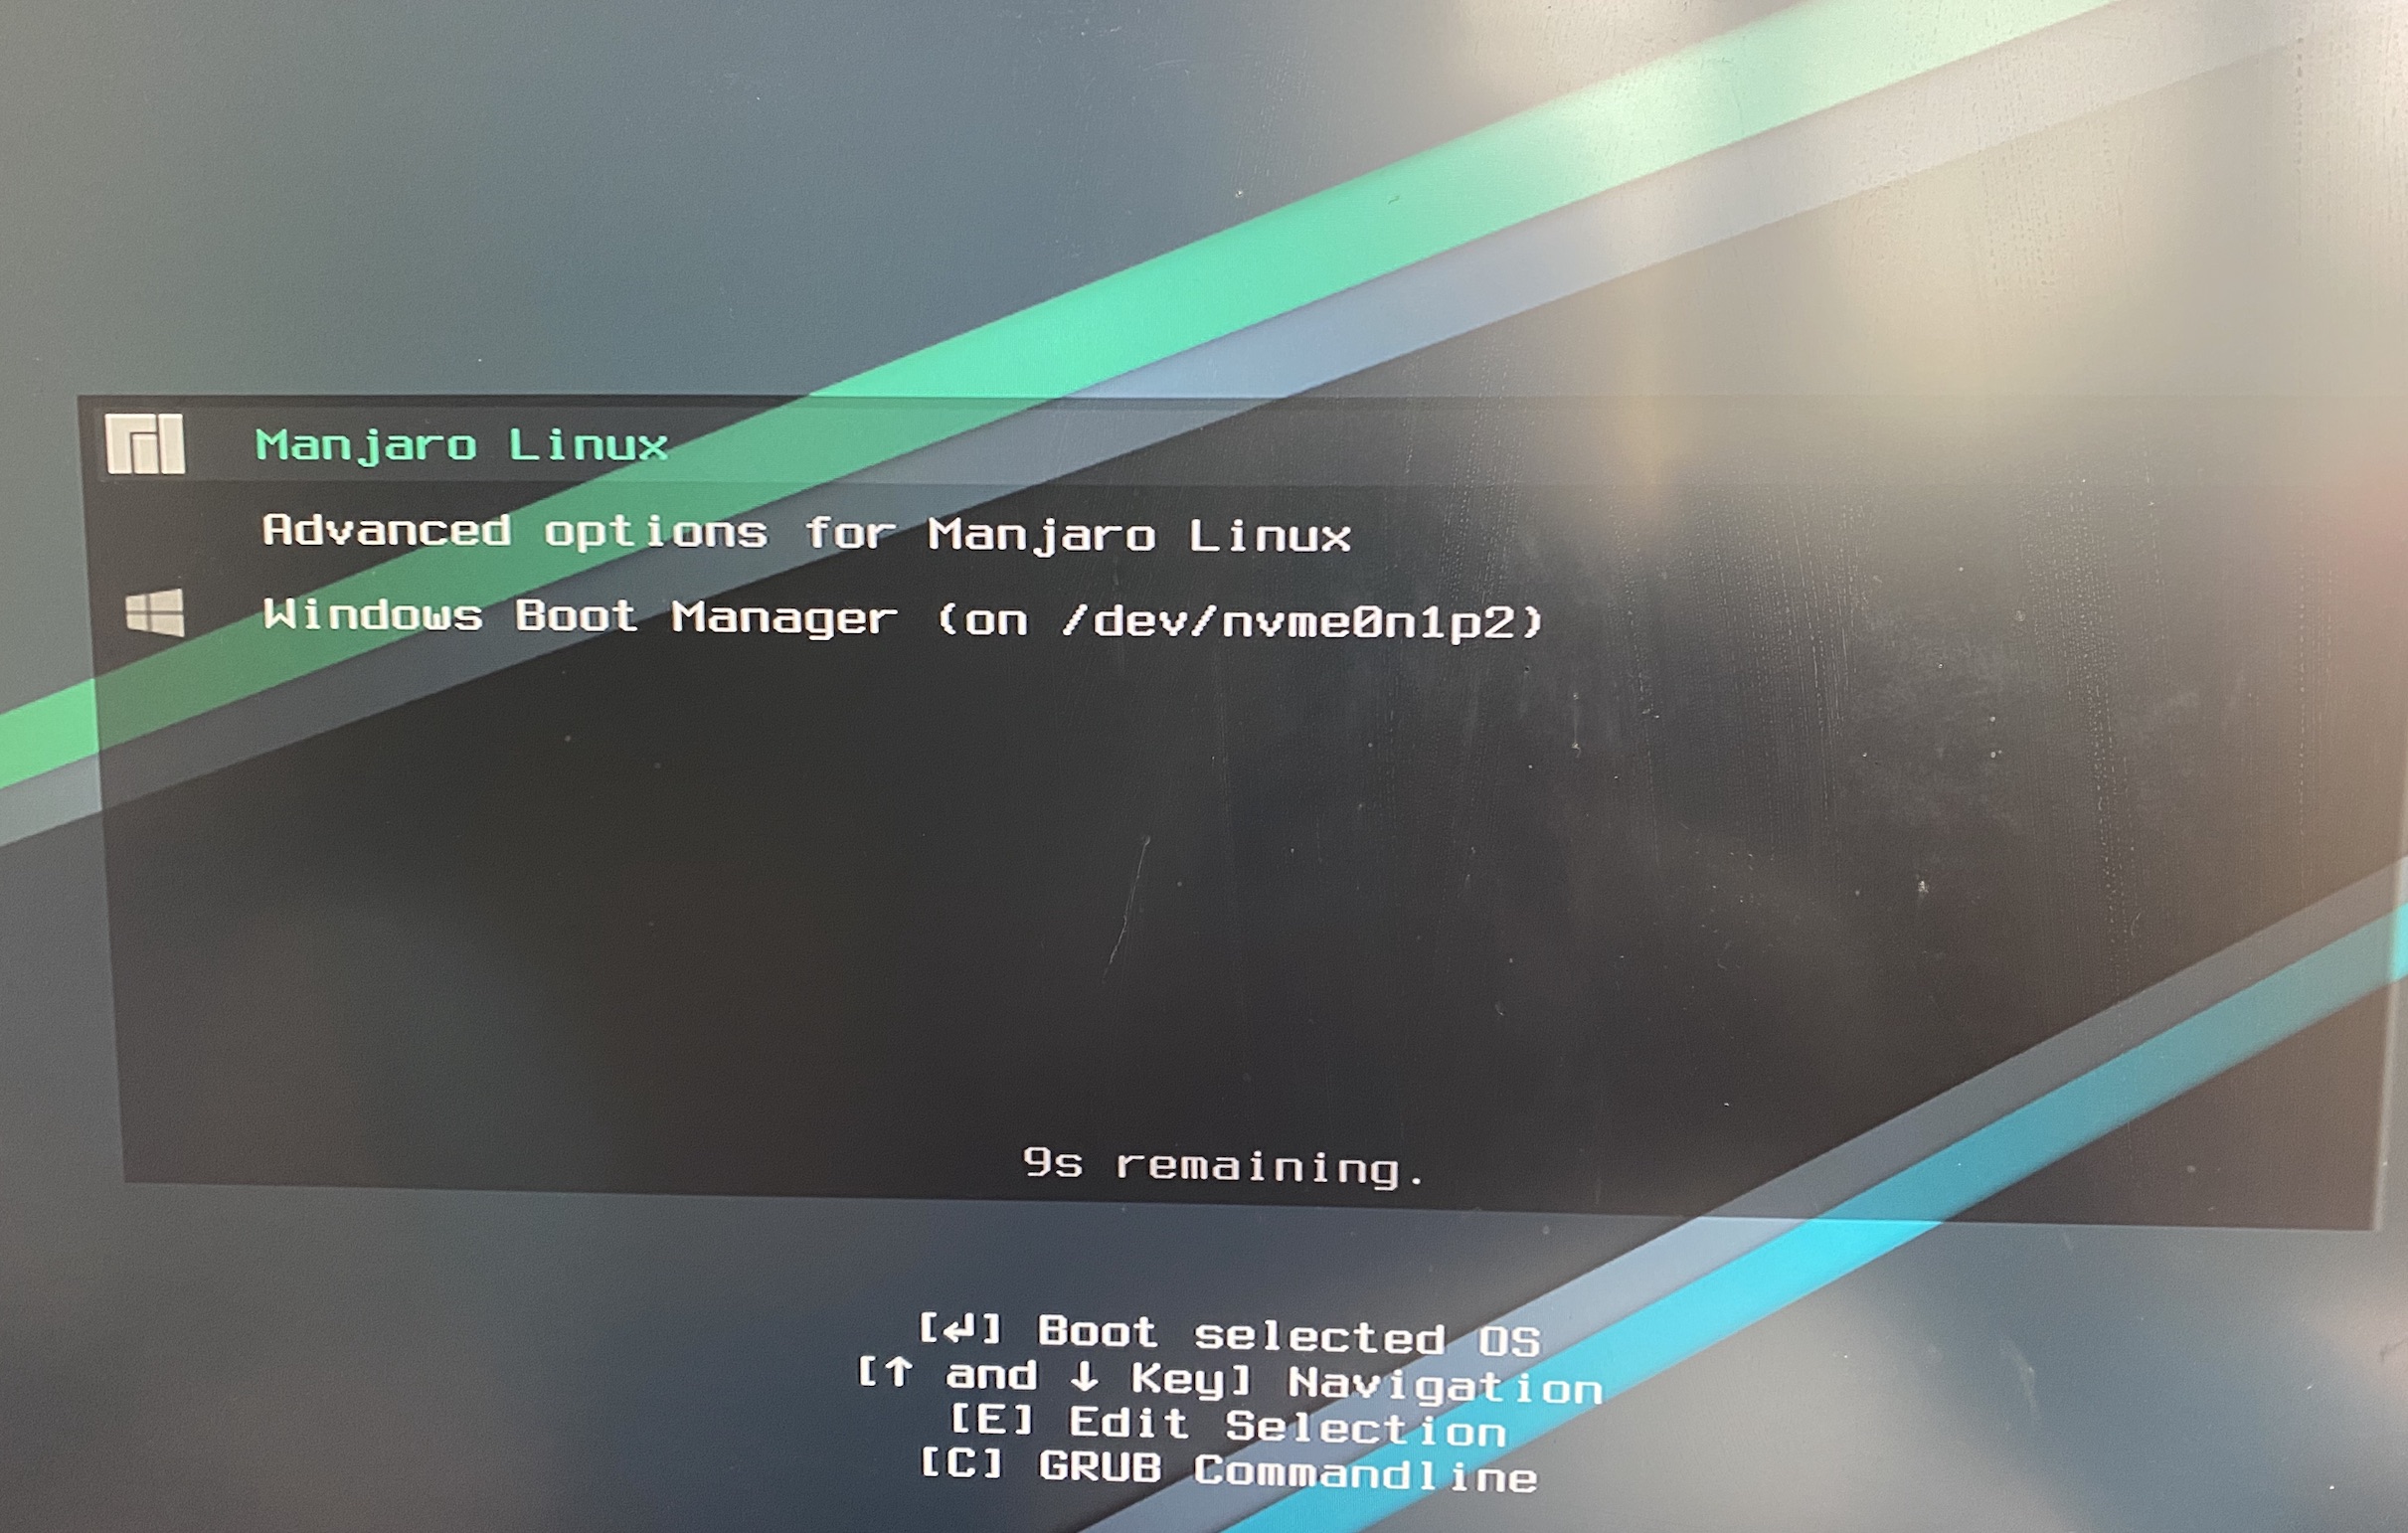 Manjaro Linux
Advanced options for Manjaro Linux
Windows Boot Manager (on /dev/nvme0n1p2)
9s remaining.
[↲] Boot selected OS
[↑ and ↓ Key] Navigation
[E] Edit Selection
[C] GRUB Commandline